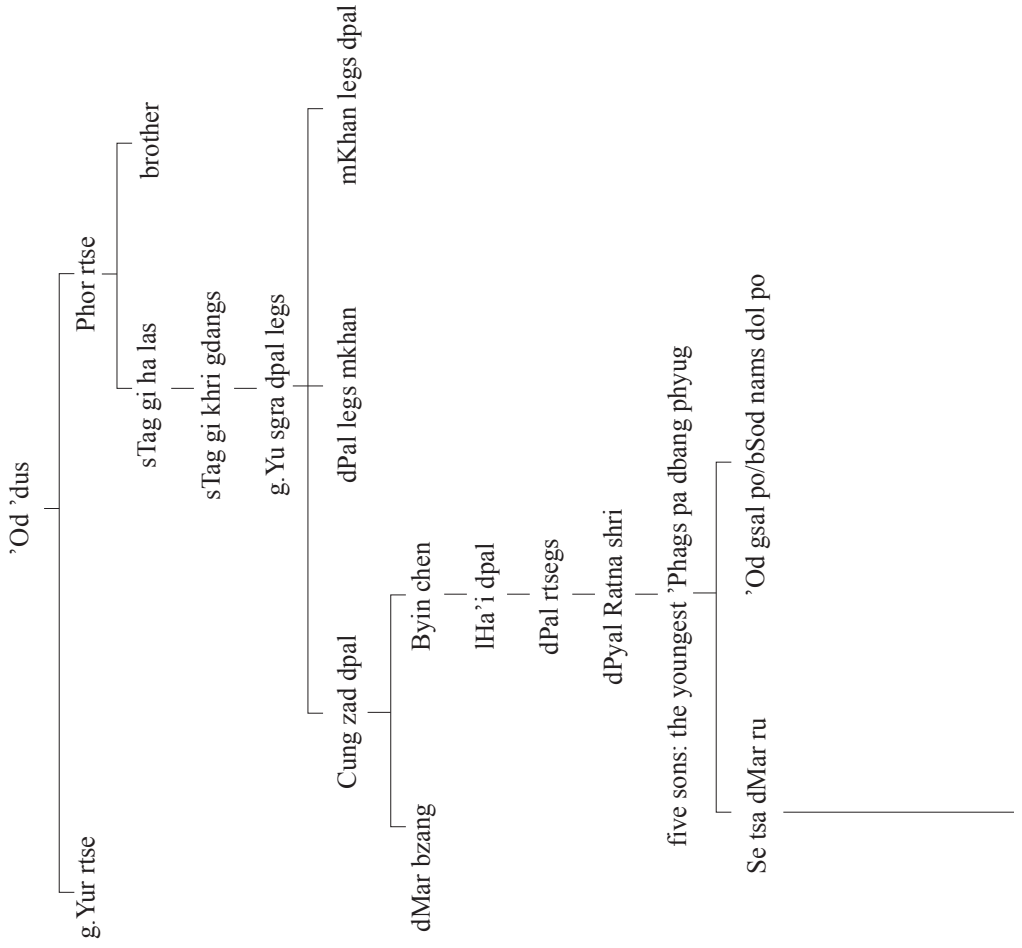 ’Od ’dus
g.Yur rtse
Phor rtse
sTag gi ha las
brother
sTag gi khri gdangs
g.Yu sgra dpal legs
Cung zad dpal
dPal legs mkhan
mKhan legs dpal
dMar bzang
Byin chen
lHa’i dpal
dPal rtsegs
dPyal Ratna shri
five sons: the youngest ’Phags pa dbang phyug
Se tsa dMar ru
’Od gsal po/bSod nams dol po